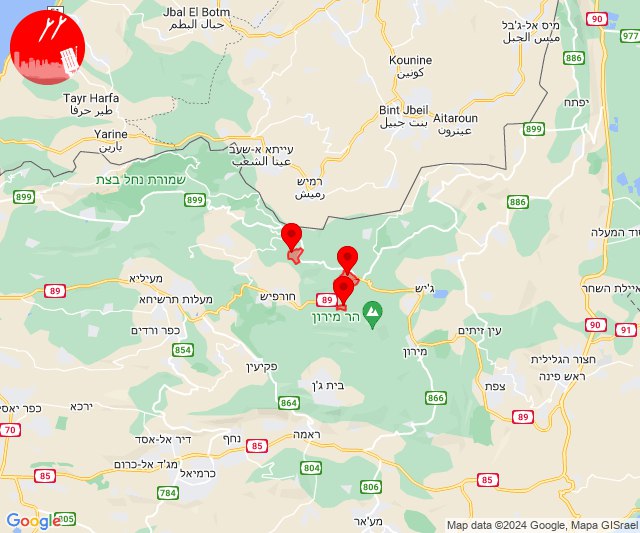 Jbal El Botm
جبال البطم
מיס אל-ג'בל
ميس الجبل
90
977
886
Kounine
كونين
יפתח
Tayr Harfa
طير حرفا
Bint Jbeil
بنت جبيل
Aitaroun
عيترون
899
Yarine
يارين
עייתא א-שעב
عيتا الشعب
רמיש
رميش
שמורת נחל בצת
899
899
886
סוד המעלה
מעיליא
89
מעלות תרשיחא
חורפיש
89
ג'יש
איילת השחר
הר מירון
כפר ורדים
עין זיתים
90
91
854
מירון
חצור הגלילית
ראש פינה
פקיעין
בית ג'ן
צפת
866
864
89
כפר יאסי
ירכא
70
ראמה
נחף
דיר אל-אסד
85
מג'ד אל-כרום
כרמיאל
804
85
85
784
806
מע'אר
805
Google
Map data ©2024 Google, Mapa GISrael